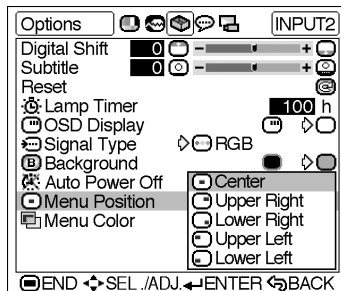 Options INPUT2
Digital Shift 0 - +
Subtitle 0 - +
Reset
Lamp Timer 100 h
OSD Display
Signal Type RGB
B Background
Auto Power Off
Menu Position
Menu Color
Center
Upper Right
Lower Right
Upper Left
Lower Left
END SEL ./ADJ. ENTER BACK